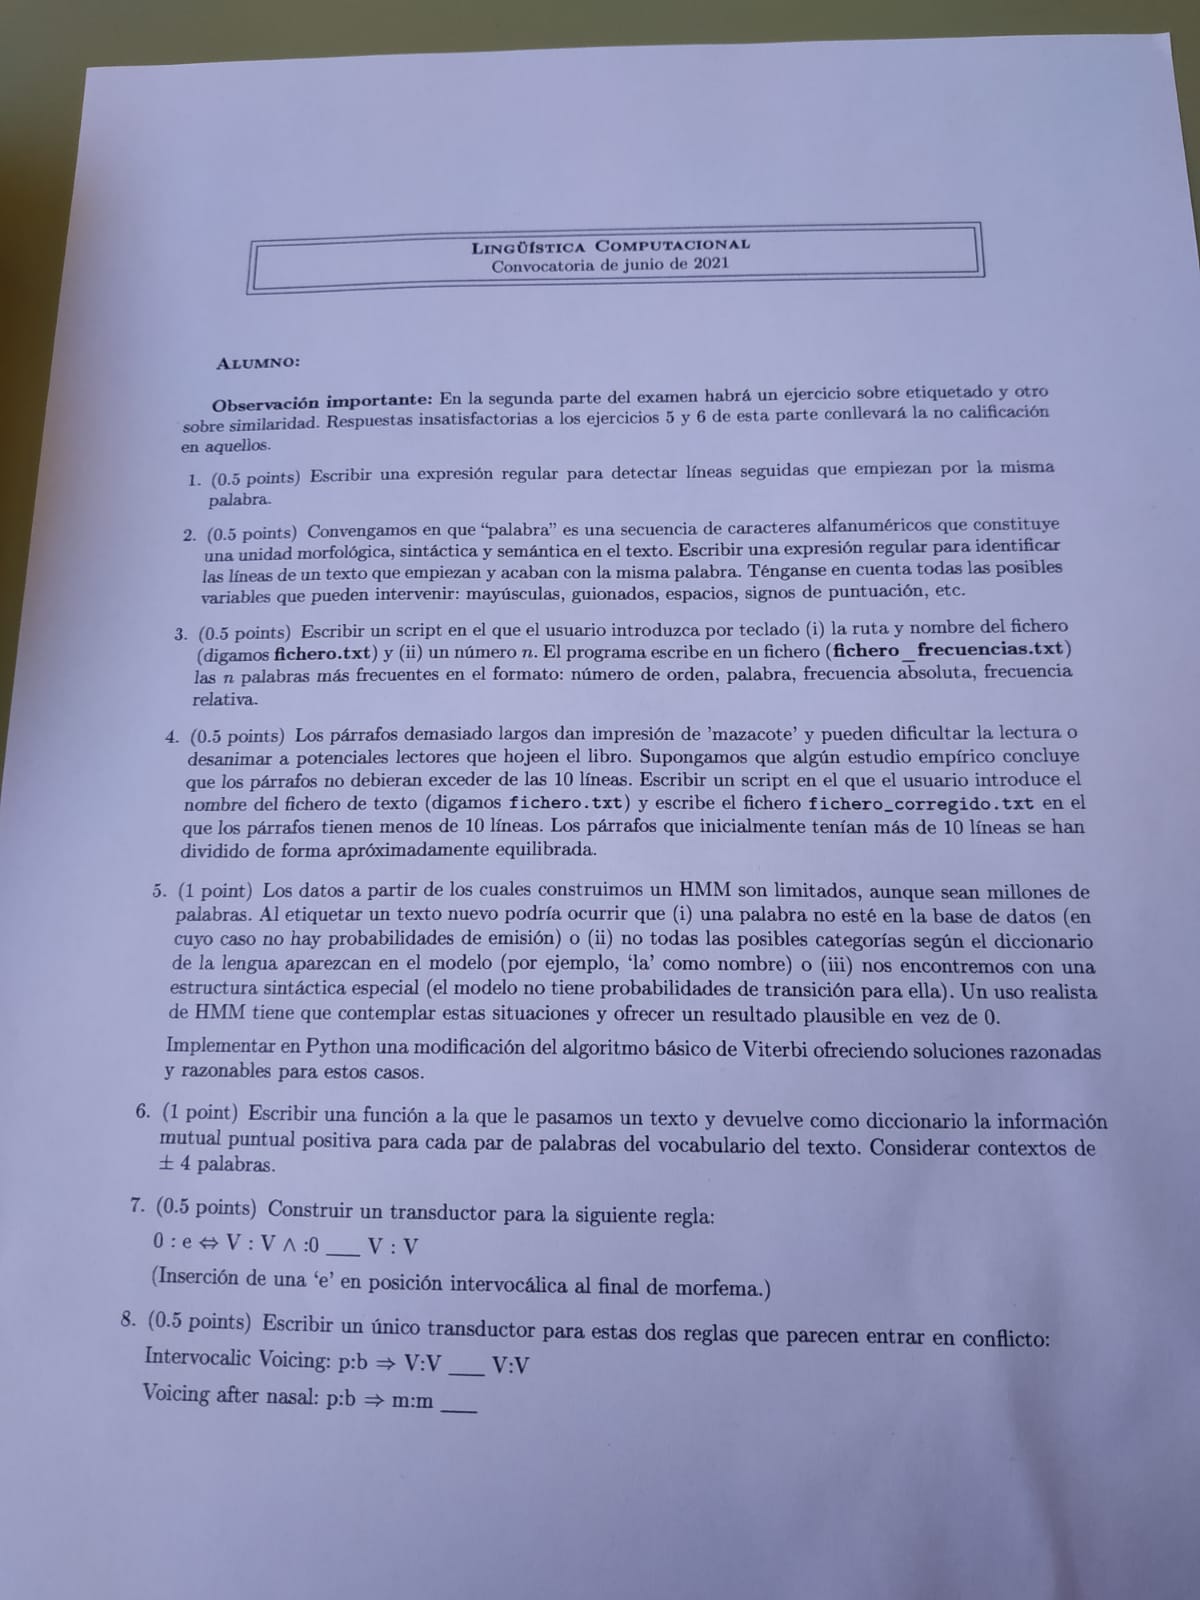 LINGÜÍSTICA COMPUTACIONAL
Convocatoria de junio de 2021
ALUMNO:
Observación importante: En la segunda parte del examen habrá un ejercicio sobre etiquetado y otro
sobre similaridad. Respuestas insatisfactorias a los ejercicios 5 y 6 de esta parte conllevará la no calificación
en aquellos.
1. (0.5 points) Escribir una expresión regular para detectar líneas seguidas que empiezan por la misma
palabra.
2. (0.5 points) Convengamos en que “palabra” es una secuencia de caracteres alfanuméricos que constituye
una unidad morfológica, sintáctica y semántica en el texto. Escribir una expresión regular para identificar
las líneas de un texto que empiezan y acaban con la misma palabra. Ténganse en cuenta todas las posibles
variables que pueden intervenir: mayúsculas, guionados, espacios, signos de puntuación, etc.
3. (0.5 points) Escribir un script en el que el usuario introduzca por teclado (i) la ruta y nombre del fichero
(digamos fichero.txt) y (ii) un número n. El programa escribe en un fichero (fichero_frecuencias.txt)
las n palabras más frecuentes en el formato: número de orden, palabra, frecuencia absoluta, frecuencia
relativa.
4. (0.5 points) Los párrafos demasiado largos dan impresión de 'mazacote' y pueden dificultar la lectura o
desanimar a potenciales lectores que hojeen el libro. Supongamos que algún estudio empírico concluye
que los párrafos no debieran exceder de las 10 líneas. Escribir un script en el que el usuario introduce el
nombre del fichero de texto (digamos fichero.txt) y escribe el fichero fichero_corregido.txt en el
que los párrafos tienen menos de 10 líneas. Los párrafos que inicialmente tenían más de 10 líneas se han
dividido de forma apróximadamente equilibrada.
5. (1 point) Los datos a partir de los cuales construimos un HMM son limitados, aunque sean millones de
palabras. Al etiquetar un texto nuevo podría ocurrir que (i) una palabra no esté en la base de datos (en
cuyo caso no hay probabilidades de emisión) o (ii) no todas las posibles categorías según el diccionario
de la lengua aparezcan en el modelo (por ejemplo, ‘la’ como nombre) o (iii) nos encontremos con una
estructura sintáctica especial (el modelo no tiene probabilidades de transición para ella). Un uso realista
de HMM tiene que contemplar estas situaciones y ofrecer un resultado plausible en vez de 0.
Implementar en Python una modificación del algoritmo básico de Viterbi ofreciendo soluciones razonadas
y razonables para estos casos.
6. (1 point) Escribir una función a la que le pasamos un texto y devuelve como diccionario la información
mutual puntual positiva para cada par de palabras del vocabulario del texto. Considerar contextos de
± 4 palabras.
7. (0.5 points) Construir un transductor para la siguiente regla:
0 : e ⇔ V : V ∧ :0 ___ V : V
(Inserción de una ‘e’ en posición intervocálica al final de morfema.)
8. (0.5 points) Escribir un único transductor para estas dos reglas que parecen entrar en conflicto:
Intervocalic Voicing: p:b ⇒ V:V ___ V:V
Voicing after nasal: p:b ⇒ m:m ___